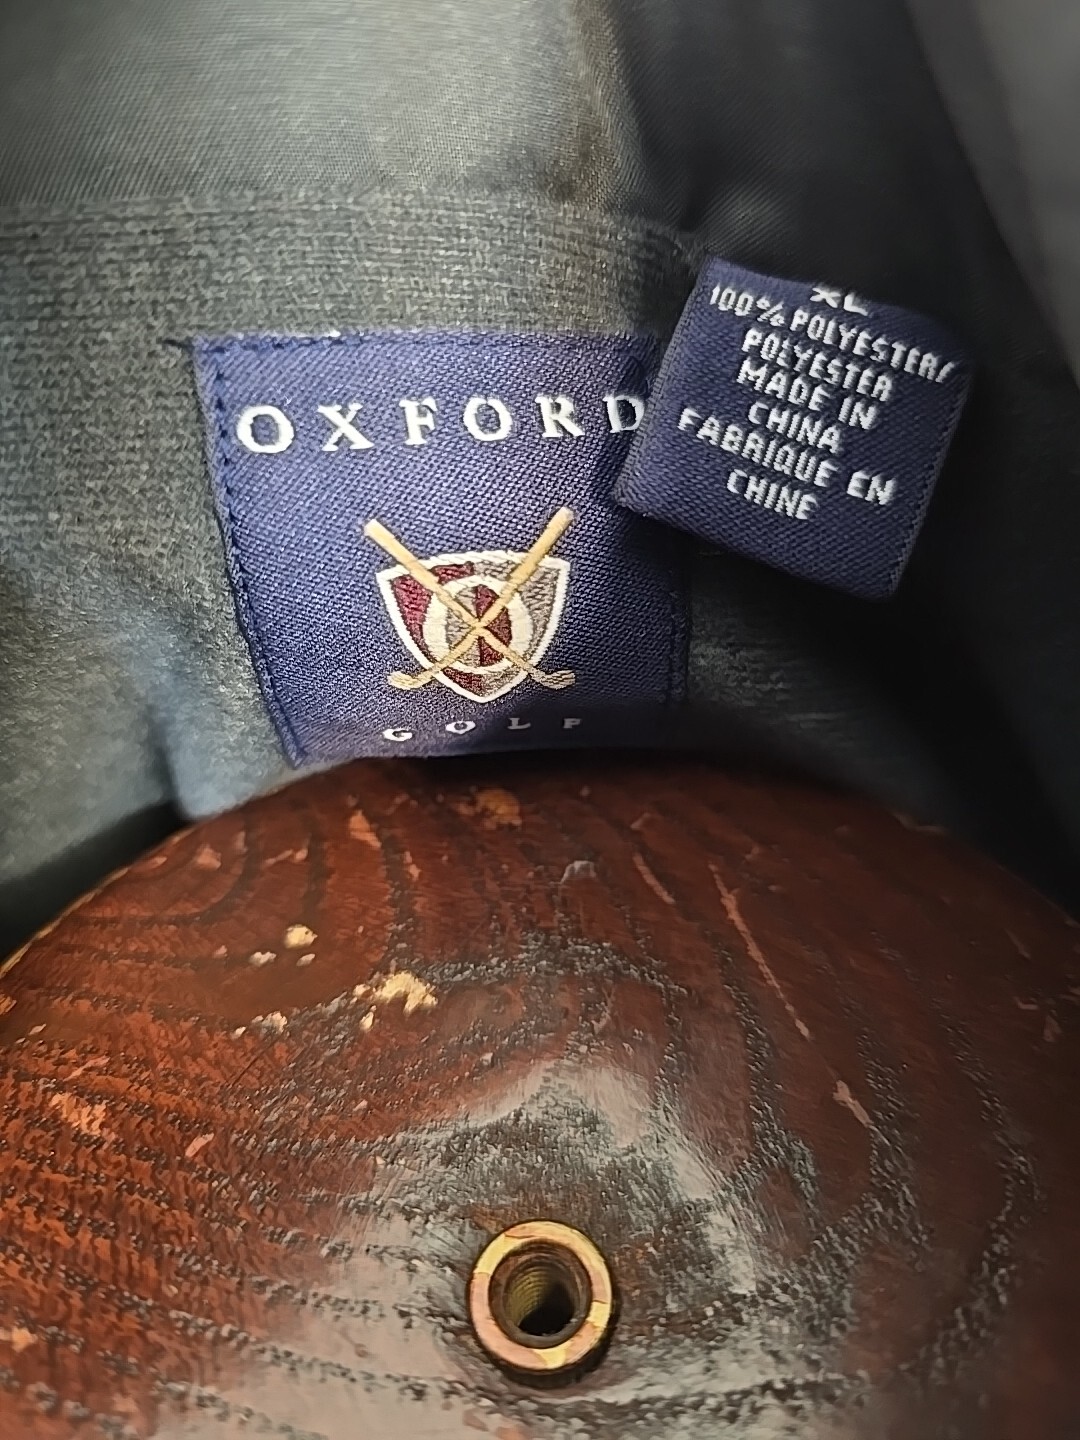 OXFORD
GOLF
XL
100% POLYESTER/
POLYESTER
MADE IN
CHINA
FABRIQUE EN
CHINE